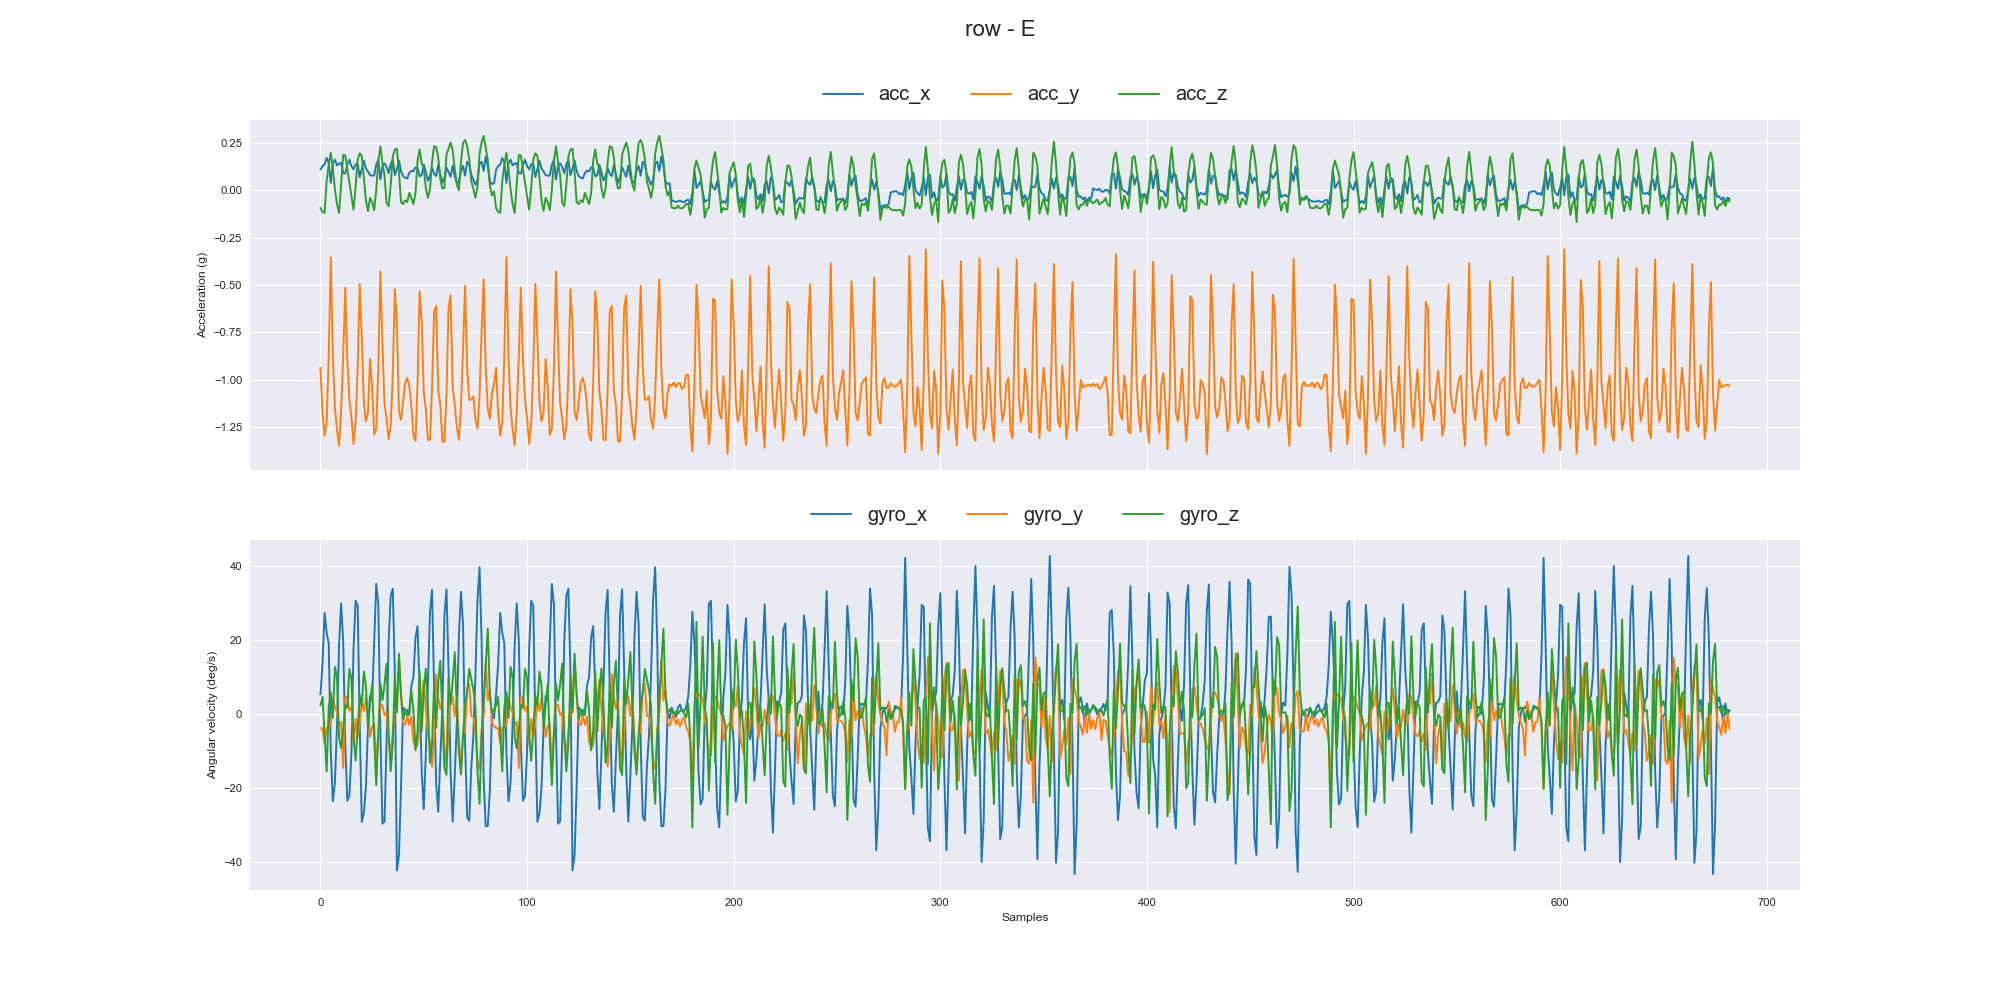 row - E
acc_x acc_y acc_z
0.25
0.00
−0.25
−0.50
−0.75
−1.00
−1.25
Acceleration (g)
gyro_x gyro_y gyro_z
40
20
0
−20
−40
Angular velocity (deg/s)
0 100 200 300 400 500 600 700
Samples